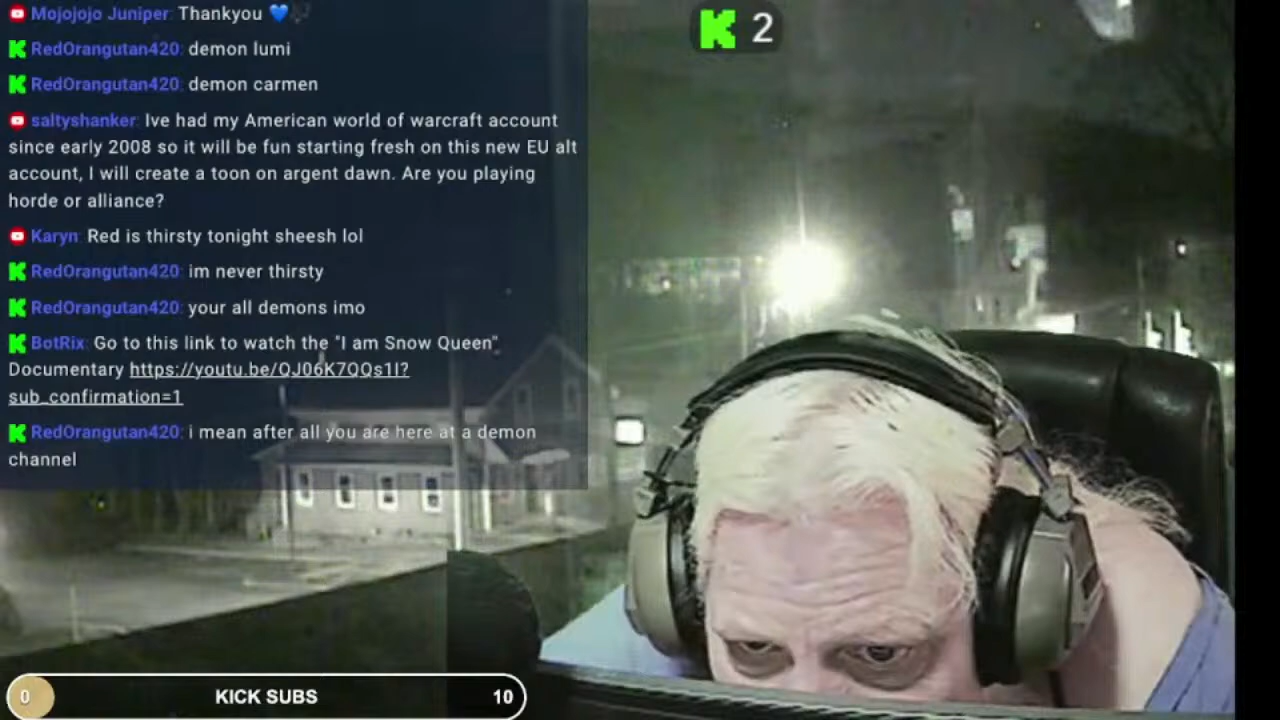 Mojojojo Juniper: Thankyou 💙
RedOrangutan420: demon lumi
RedOrangutan420: demon carmen
saltyshanker: Ive had my American world of warcraft account
since early 2008 so it will be fun starting fresh on this new EU alt
account, I will create a toon on argent dawn. Are you playing
horde or alliance?
Karyn: Red is thirsty tonight sheesh lol
RedOrangutan420: im never thirsty
RedOrangutan420: your all demons imo
BotRix: Go to this link to watch the "I am Snow Queen"
Documentary https://youtu.be/QJ06K7QQs1I?
sub_confirmation=1
RedOrangutan420: i mean after all you are here at a demon
channel
K 2
0 KICK SUBS 10